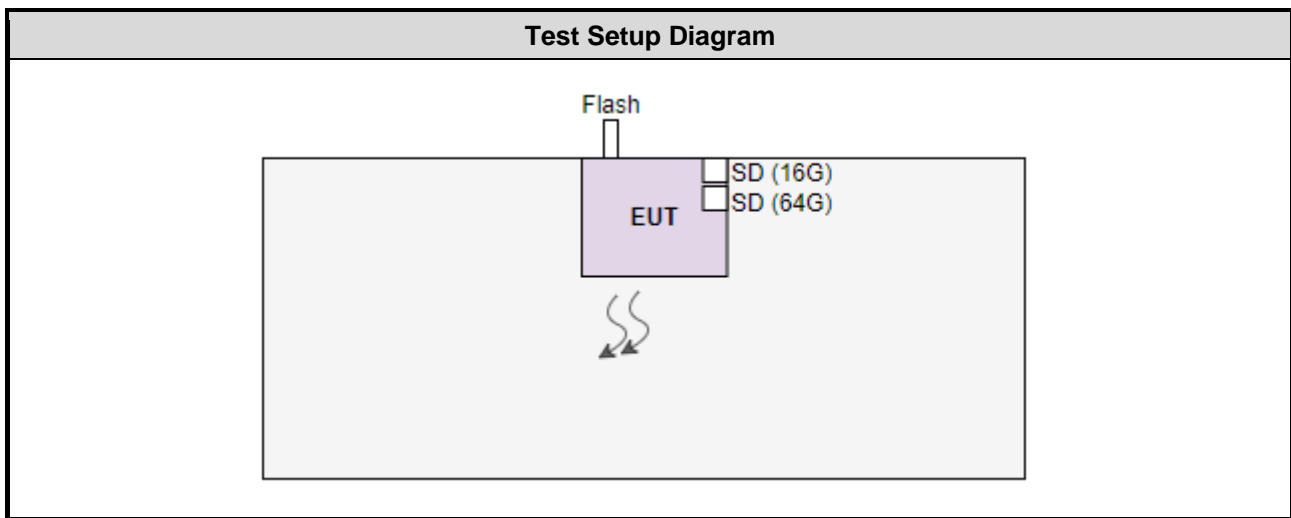 Test Setup Diagram
Flash
SD (16G)
SD (64G)
EUT